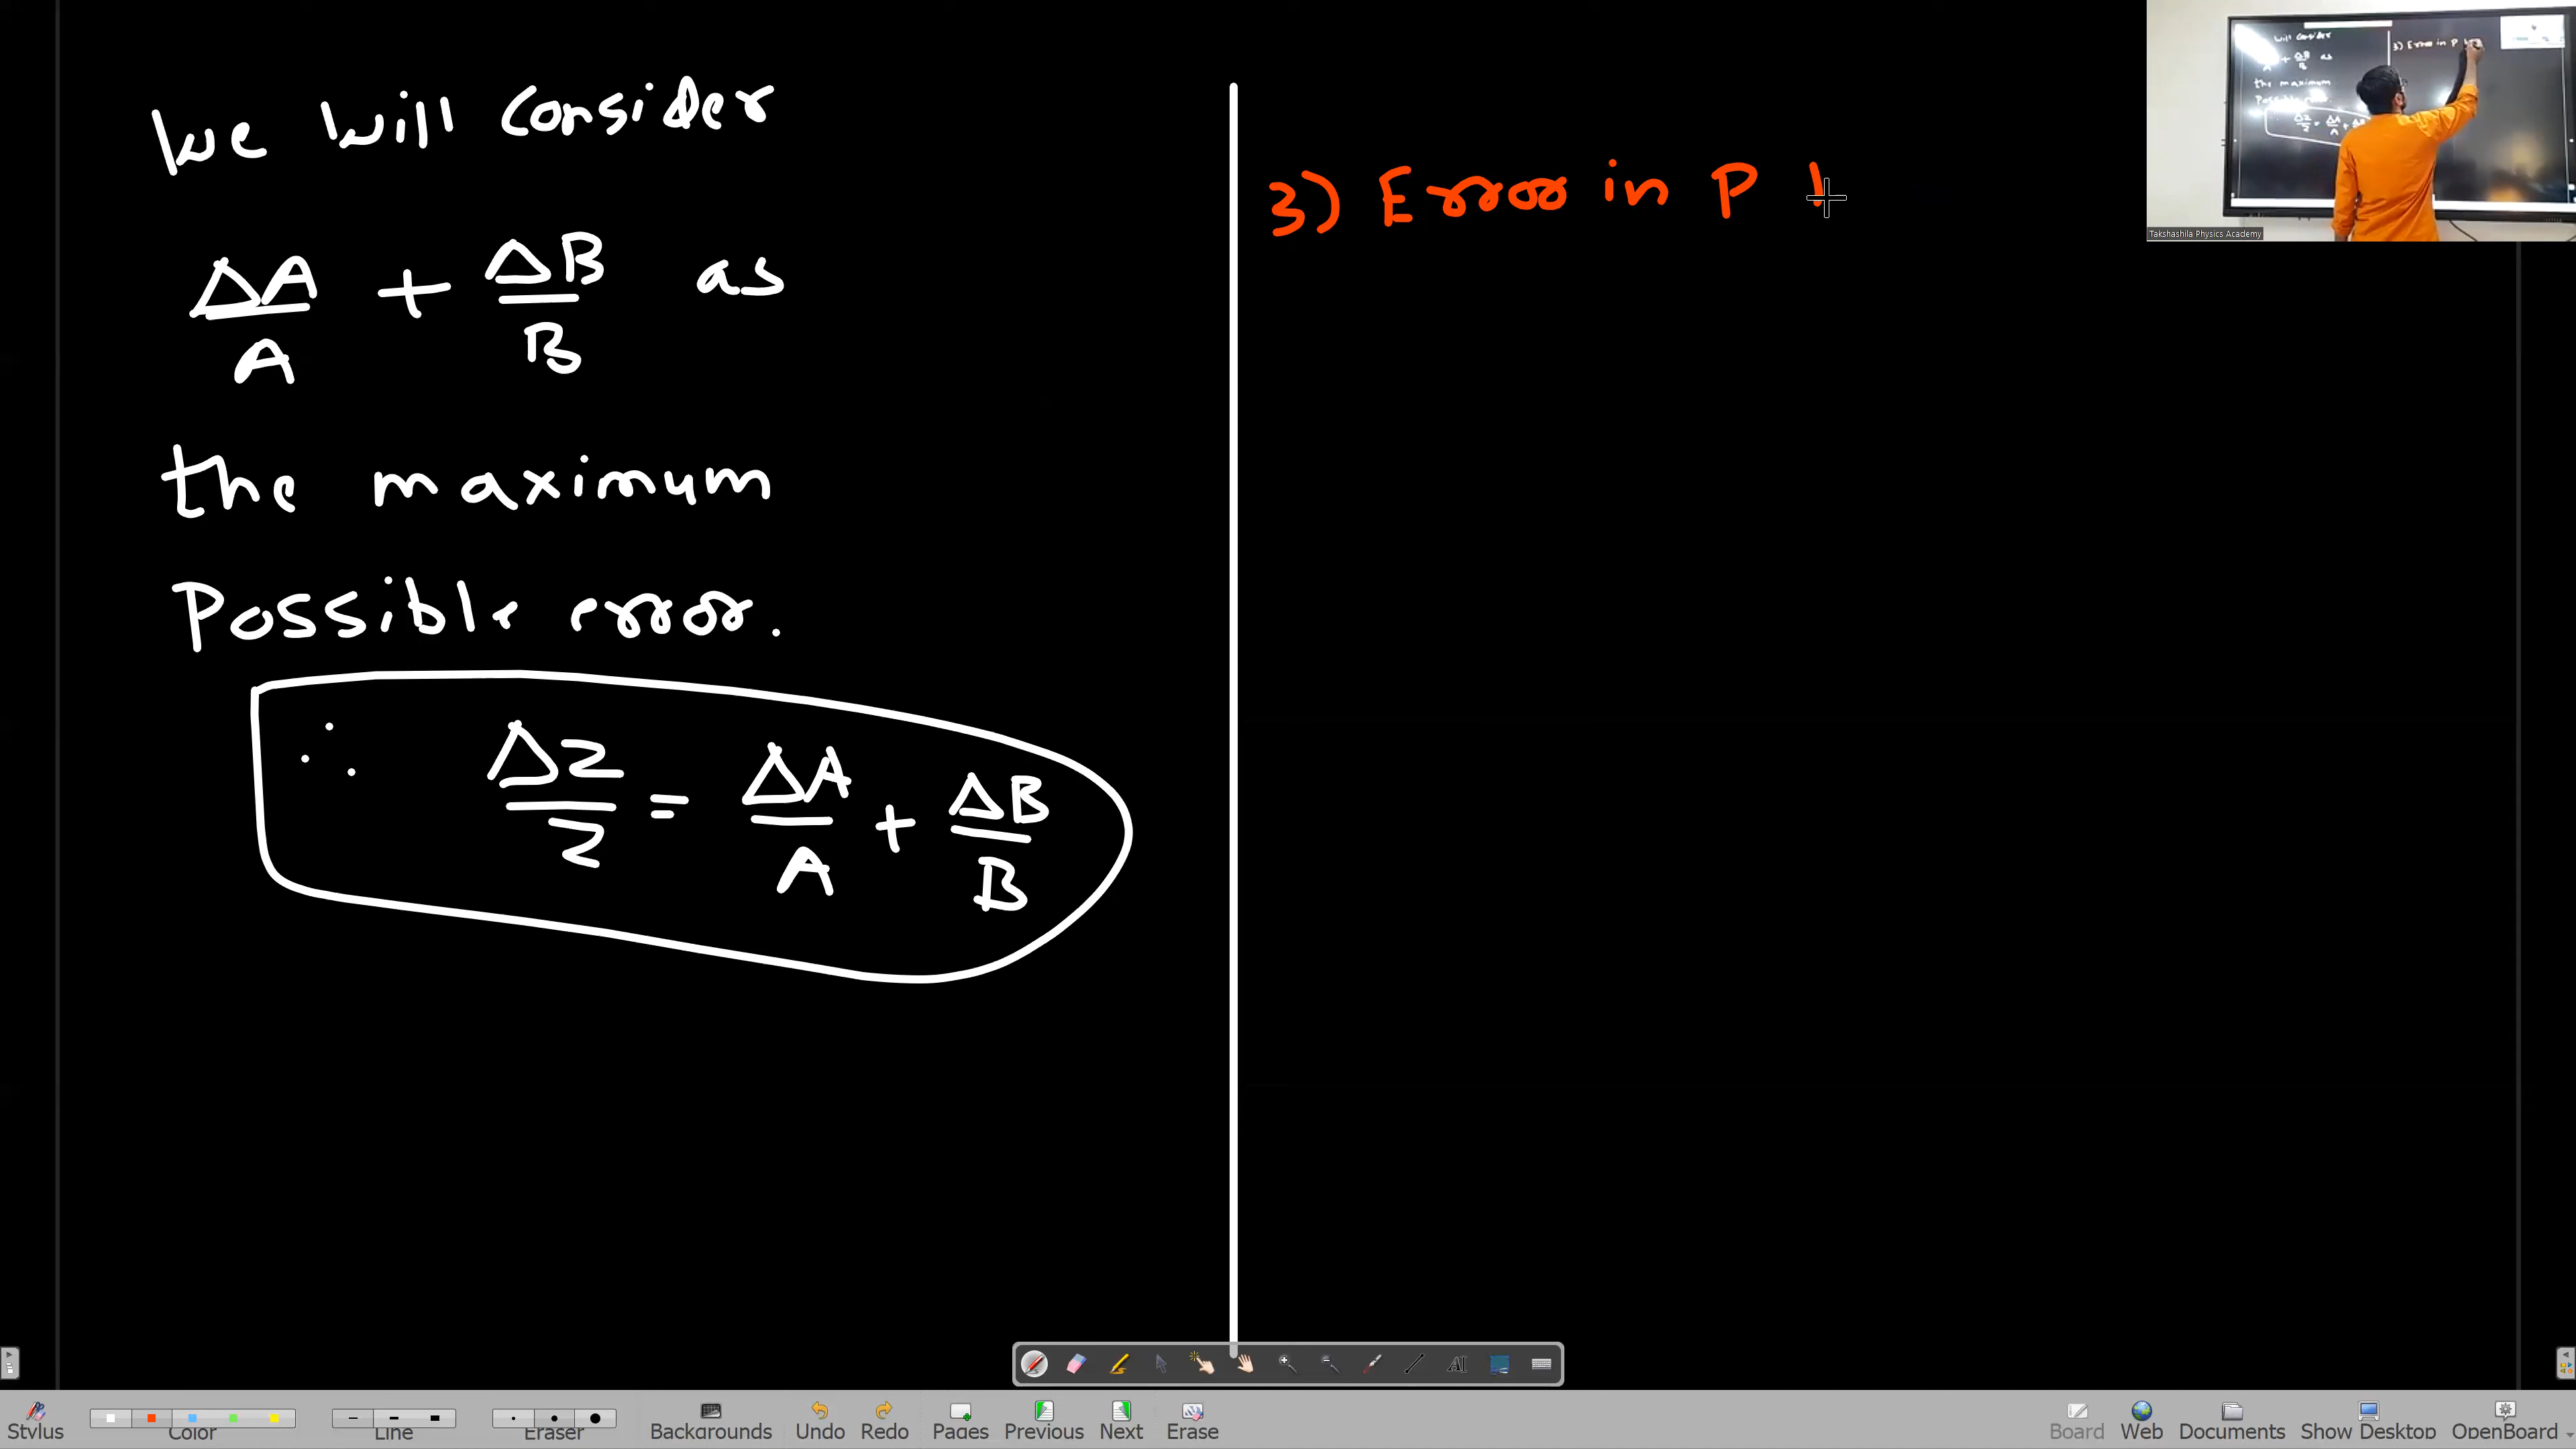 We will consider
ΔA/A + ΔB/B as
the maximum
Possible error.
∴ ΔZ/Z = ΔA/A + ΔB/B
3) Error in P
Takshashila Physics Academy
Stylus
Color
Line
Eraser
Backgrounds
Undo
Redo
Pages
Previous
Next
Erase
Board
Web
Documents
Show Desktop
OpenBoard